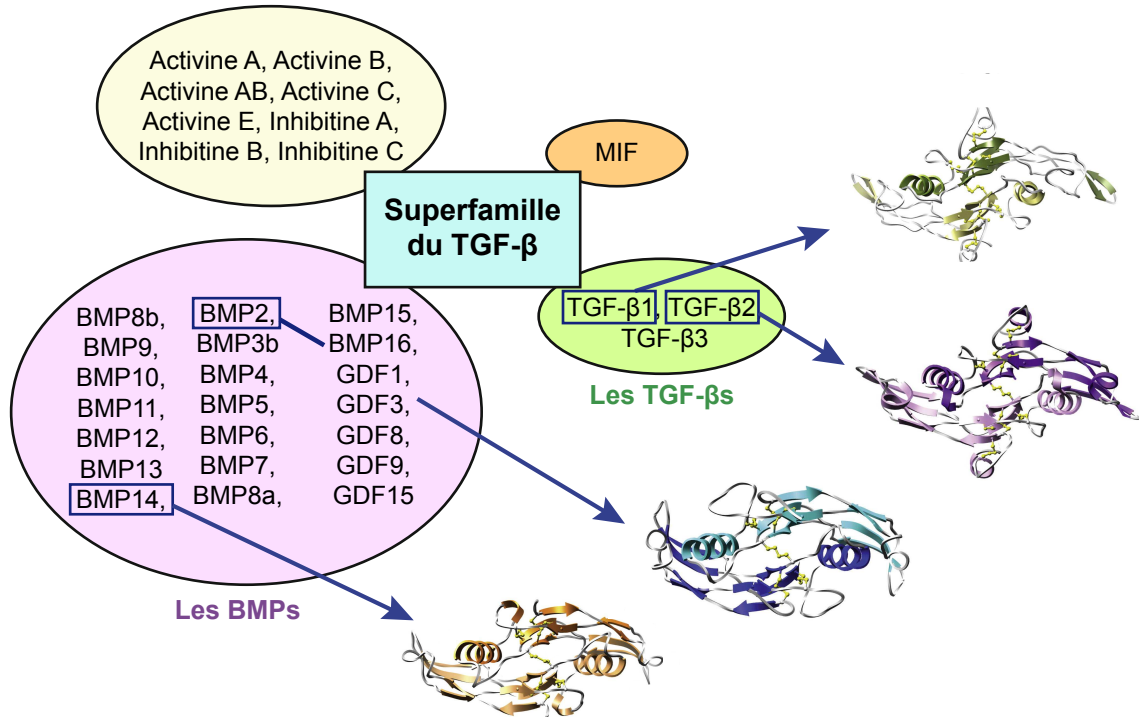 Activine A, Activine B,
Activine AB, Activine C,
Activine E, Inhibitine A,
Inhibitine B, Inhibitine C
MIF
Superfamille
du TGF-β
BMP8b,
BMP9,
BMP10,
BMP11,
BMP12,
BMP13
BMP14,
BMP2,
BMP3b
BMP4,
BMP5,
BMP6,
BMP7,
BMP8a,
BMP15,
BMP16,
GDF1,
GDF3,
GDF8,
GDF9,
GDF15
Les BMPs
TGF-β1, TGF-β2
TGF-β3
Les TGF-βs